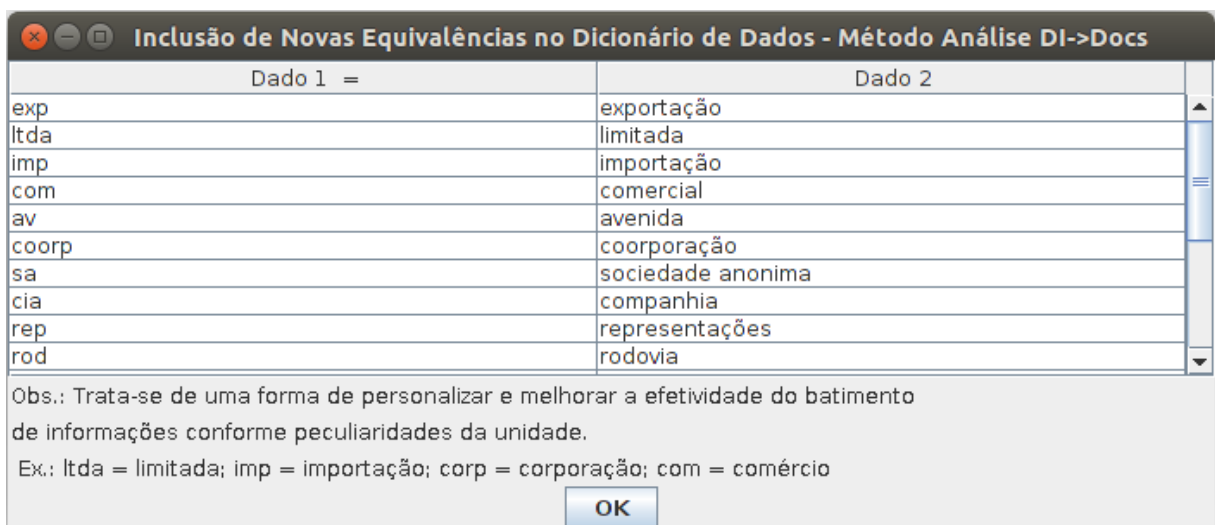 Inclusão de Novas Equivalências no Dicionário de Dados - Método Análise DI->Docs
Dado 1 = Dado 2
exp exportação
ltda limitada
imp importação
com comercial
av avenida
coorp coorporação
sa sociedade anonima
cia companhia
rep representações
rod rodovia
Obs.: Trata-se de uma forma de personalizar e melhorar a efetividade do batimento
de informações conforme peculiaridades da unidade.
Ex.: ltda = limitada; imp = importação; corp = corporação; com = comércio
OK